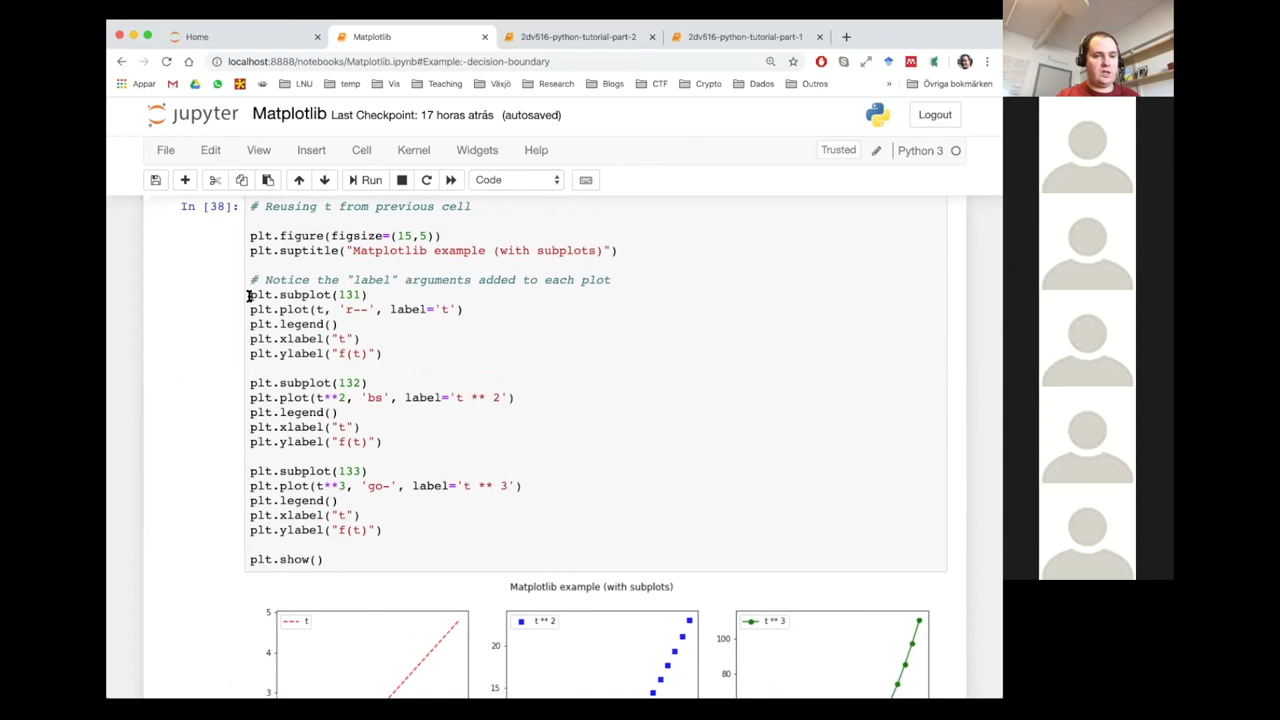 Home
Matplotlib
2dv516-python-tutorial-part-2
2dv516-python-tutorial-part-1
localhost:8888/notebooks/Matplotlib.ipynb#Example:-decision-boundary
Appar
LNU
temp
Vis
Teaching
Växjö
Research
Blogs
CTF
Crypto
Dados
Outros
»
Övriga bokmärken
jupyter
Matplotlib Last Checkpoint: 17 horas atrás (autosaved)
Logout
File
Edit
View
Insert
Cell
Kernel
Widgets
Help
Trusted
Python 3
Run
Code
In [38]:
# Reusing t from previous cell
plt.figure(figsize=(15,5))
plt.suptitle("Matplotlib example (with subplots)")
# Notice the "label" arguments added to each plot
plt.subplot(131)
plt.plot(t, 'r--', label='t')
plt.legend()
plt.xlabel("t")
plt.ylabel("f(t)")
plt.subplot(132)
plt.plot(t**2, 'bs', label='t ** 2')
plt.legend()
plt.xlabel("t")
plt.ylabel("f(t)")
plt.subplot(133)
plt.plot(t**3, 'go-', label='t ** 3')
plt.legend()
plt.xlabel("t")
plt.ylabel("f(t)")
plt.show()
Matplotlib example (with subplots)
5
4
3
t
20
15
t ** 2
100
80
t ** 3